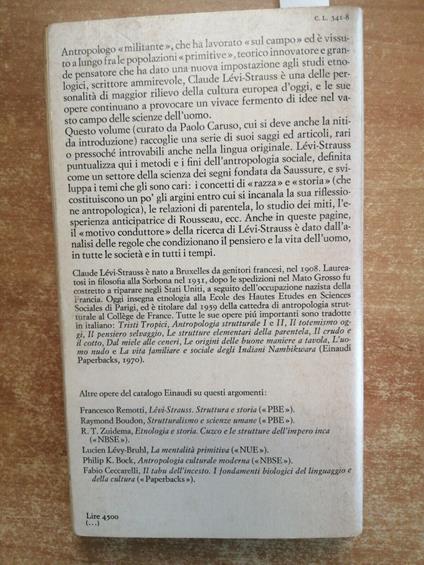 C. L. 341-8
Antropologo «militante», che ha lavorato «sul campo» ed è vissu-
to a lungo fra le popolazioni «primitive», teorico innovatore e gran-
de pensatore che ha dato una nuova impostazione agli studi etno-
logici, scrittore ammirevole, Claude Lévi-Strauss è una delle per-
sonalità di maggior rilievo della cultura europea d'oggi, e le sue
opere continuano a provocare un vivace fermento di idee nel va-
sto campo delle scienze dell'uomo.
Questo volume (curato da Paolo Caruso, cui si deve anche la niti-
da introduzione) raccoglie una serie di suoi saggi ed articoli, rari
o pressoché introvabili anche nella lingua originale. Lévi-Strauss
puntualizza qui i metodi e i fini dell'antropologia sociale, definita
come un settore della scienza dei segni fondata da Saussure, e svi-
luppa i temi che gli sono cari: i concetti di «razza» e «storia» (che
costituiscono un po' gli argini entro cui si incanala la sua riflessio-
ne antropologica), le relazioni di parentela, lo studio dei miti, l'e-
sperienza anticipatrice di Rousseau, ecc. Anche in queste pagine,
il «motivo conduttore» della ricerca di Lévi-Strauss è dato dall'a-
nalisi delle regole che condizionano il pensiero e la vita dell'uomo,
in tutte le società e in tutti i tempi.
Claude Lévi-Strauss è nato a Bruxelles da genitori francesi, nel 1908. Laurea-
tosi in filosofia alla Sorbona nel 1931, dopo le spedizioni nel Mato Grosso fu
costretto a riparare negli Stati Uniti, a seguito dell'occupazione nazista della
Francia. Oggi insegna etnologia alla Ecole des Hautes Etudes en Sciences
Sociales di Parigi, ed è titolare dal 1959 della cattedra di antropologia strut-
turale al Collège de France. Tutte le sue opere piú importanti sono tradotte
in italiano: Tristi Tropici, Antropologia strutturale I e II, Il totemismo og-
gi, Il pensiero selvaggio, Le strutture elementari della parentela, Il crudo e
il cotto, Dal miele alle ceneri, Le origini delle buone maniere a tavola, L'uo-
mo nudo e La vita familiare e sociale degli Indiani Nambikwara (Einaudi
Paperbacks, 1970).
Altre opere del catalogo Einaudi su questi argomenti:
Francesco Remotti, Lévi-Strauss. Struttura e storia («PBE»).
Raymond Boudon, Strutturalismo e scienze umane («PBE»).
R. T. Zuidema, Etnologia e storia. Cuzco e le strutture dell'impero inca
(«NBSE»).
Lucien Lévy-Bruhl, La mentalità primitiva («NUE»).
Philip K. Bock, Antropologia culturale moderna («NBSE»).
Fabio Ceccarelli, Il tabu dell'incesto. I fondamenti biologici del linguaggio e
della cultura («Paperbacks»).
Lire 4500
(...)